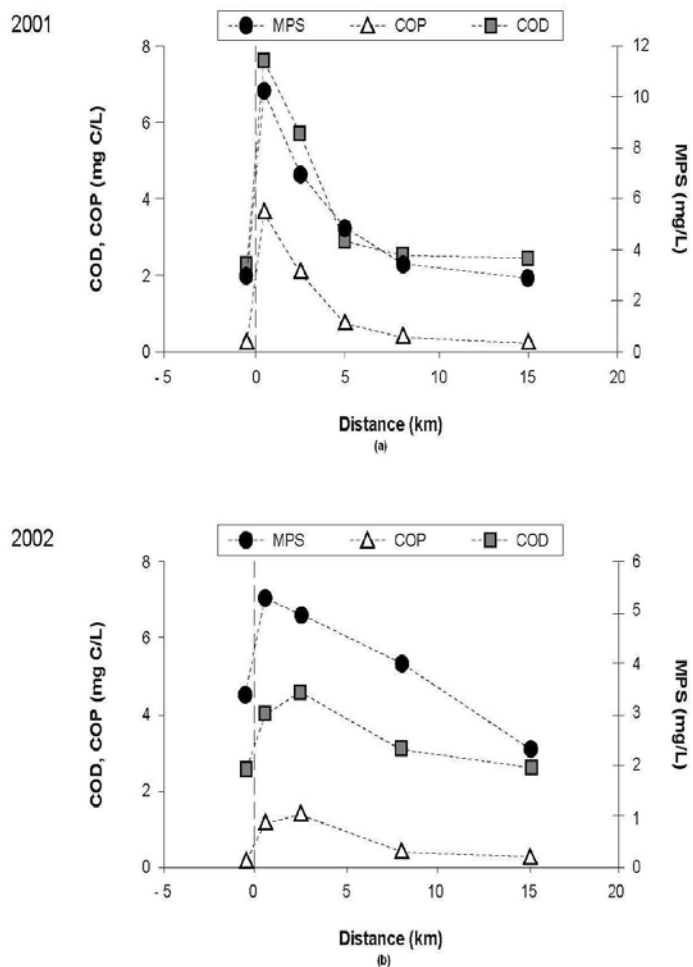 2001
MPS COP COD
8 12
10
6
8
4 6
4
2
2
0 0
- 5 0 5 10 15 20
COD, COP (mg C/L)
MPS (mg/L)
Distance (km)
(a)
2002
MPS COP COD
8 6
5
6
4
4 3
2
2
1
0 0
- 5 0 5 10 15 20
COD, COP (mg C/L)
MPS (mg/L)
Distance (km)
(b)